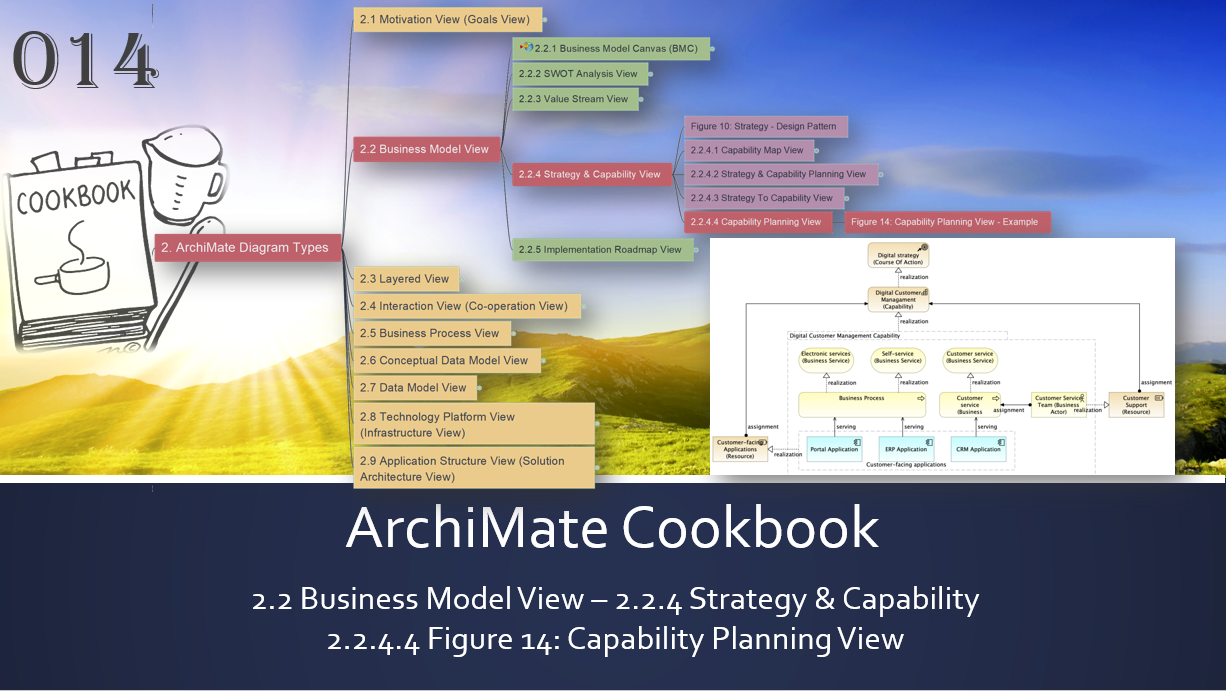 014
COOKBOOK
2. ArchiMate Diagram Types
2.1 Motivation View (Goals View)
2.2 Business Model View
2.2.1 Business Model Canvas (BMC)
2.2.2 SWOT Analysis View
2.2.3 Value Stream View
2.2.4 Strategy & Capability View
Figure 10: Strategy - Design Pattern
2.2.4.1 Capability Map View
2.2.4.2 Strategy & Capability Planning View
2.2.4.3 Strategy To Capability View
2.2.4.4 Capability Planning View
Figure 14: Capability Planning View - Example
2.2.5 Implementation Roadmap View
2.3 Layered View
2.4 Interaction View (Co-operation View)
2.5 Business Process View
2.6 Conceptual Data Model View
2.7 Data Model View
2.8 Technology Platform View
(Infrastructure View)
2.9 Application Structure View (Solution
Architecture View)
Digital strategy
(Course Of Action)
realization
Digital Customer
Managament
(Capability)
realization
Digital Customer Management Capability
Electronic services
(Business Service)
Self-service
(Business Service)
Customer service
(Business Service)
realization
realization
realization
assignment
Business Process
Customer
service
(Business
assignment
Customer Service
Team (Business
Actor)
realization
Customer
Support
(Resource)
assignment
serving
serving
serving
Customer-facing
Applications
(Resource)
realization
Portal Application
ERP Application
CRM Application
Customer-facing applications
ArchiMate Cookbook
2.2 Business Model View – 2.2.4 Strategy & Capability
2.2.4.4 Figure 14: Capability Planning View